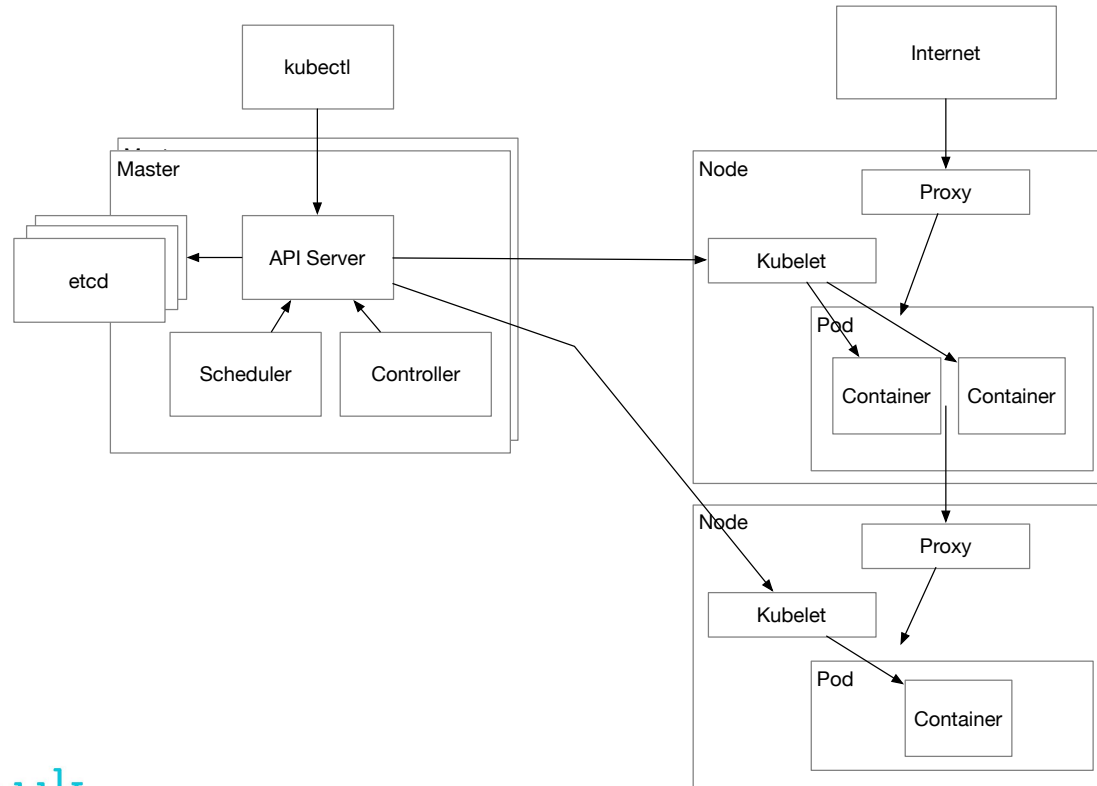 kubectl
Internet
Master
Node
Proxy
API Server
Kubelet
etcd
Pod
Scheduler
Controller
Container
Container
Node
Proxy
Kubelet
Pod
Container